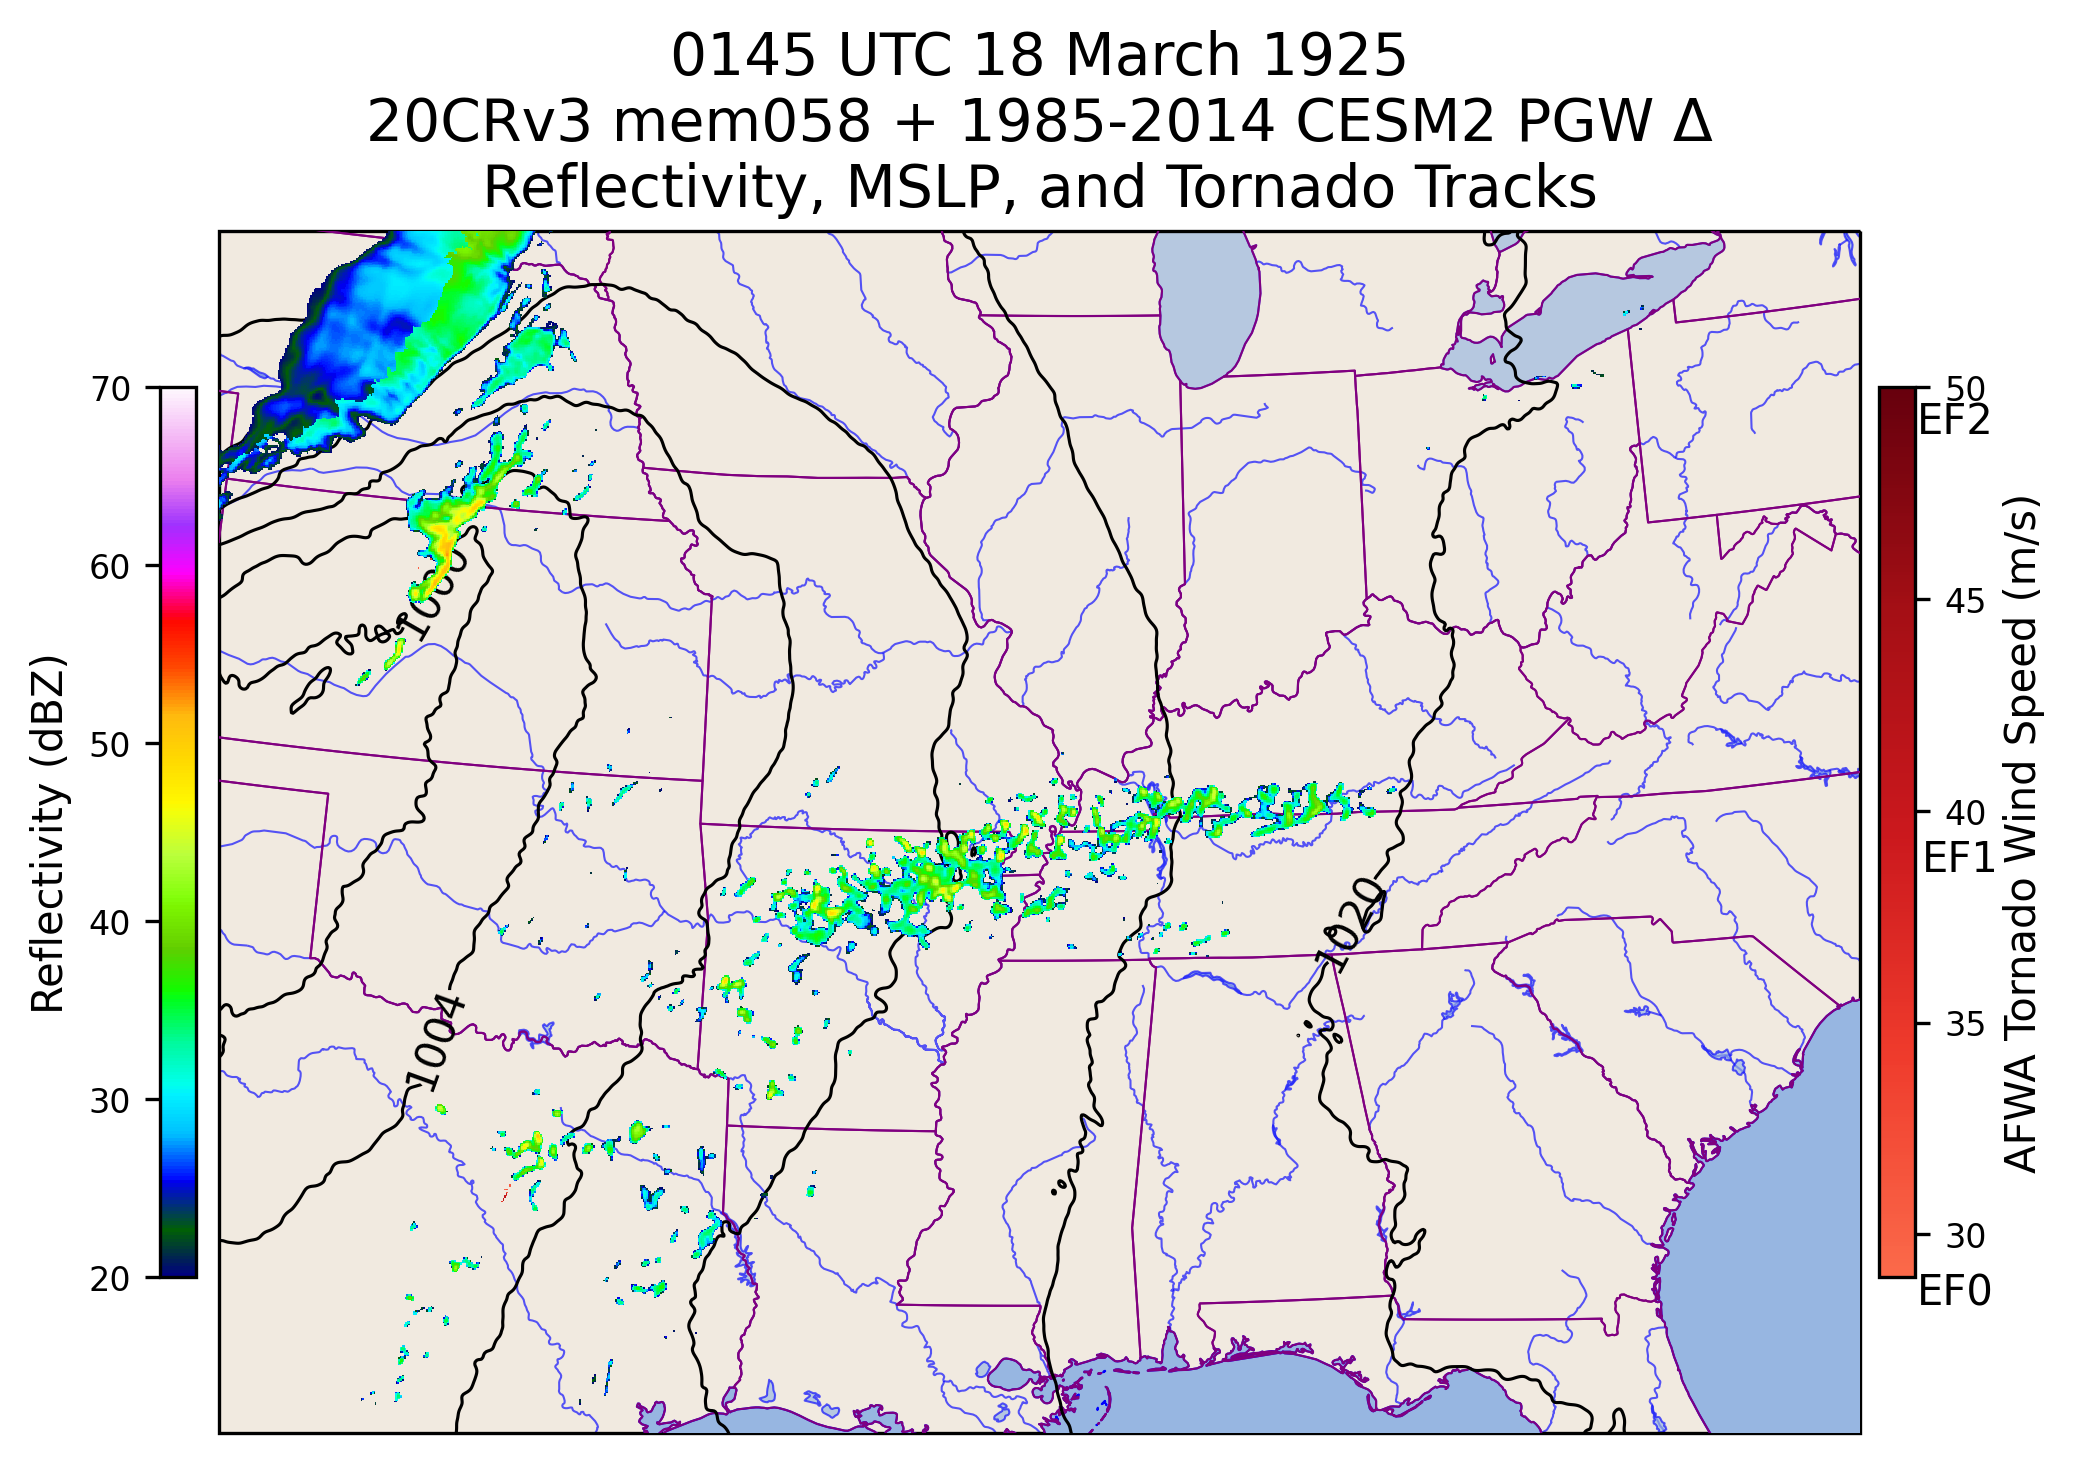 0145 UTC 18 March 1925
20CRv3 mem058 + 1985-2014 CESM2 PGW Δ
Reflectivity, MSLP, and Tornado Tracks
70
60
50
40
30
20
Reflectivity (dBZ)
1000
1004
1020
50
EF2
45
40
EF1
35
30
EF0
AFWA Tornado Wind Speed (m/s)